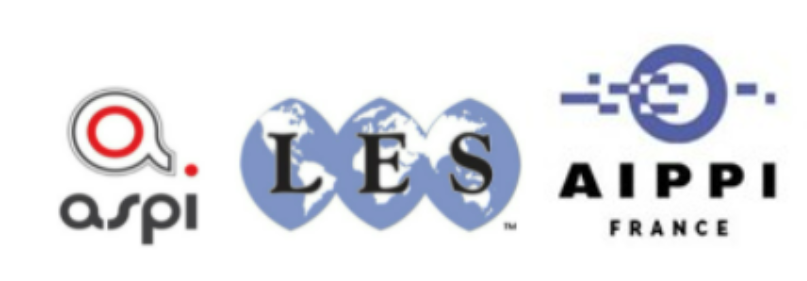 aspi
LES
TM
AIPPI
FRANCE